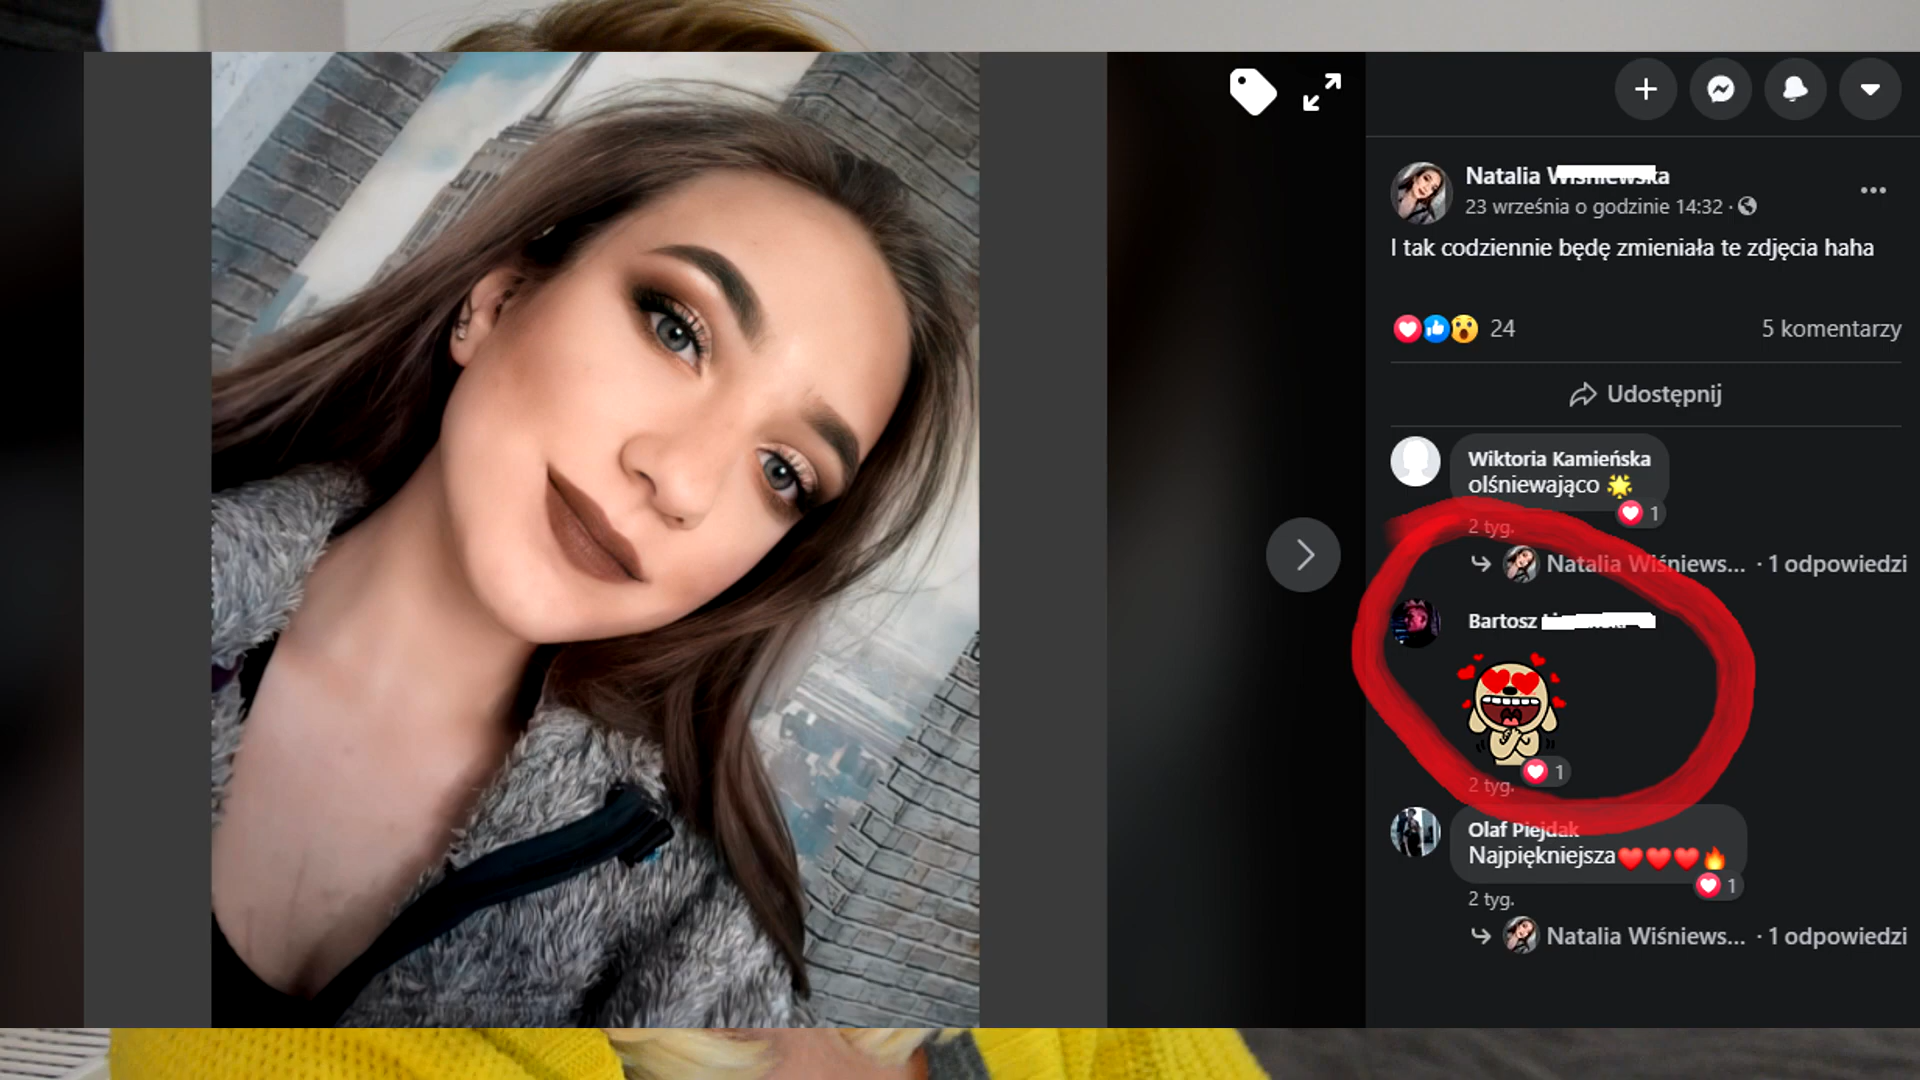 Natalia Wiśniewska
23 września o godzinie 14:32 ·
I tak codziennie będę zmieniała te zdjęcia haha
24
5 komentarzy
Udostępnij
Wiktoria Kamieńska
olśniewająco
1
2 tyg.
Natalia Wiśniews... · 1 odpowiedzi
Bartosz
1
2 tyg.
Olaf Piejdak
Najpiękniejsza
1
2 tyg.
Natalia Wiśniews... · 1 odpowiedzi